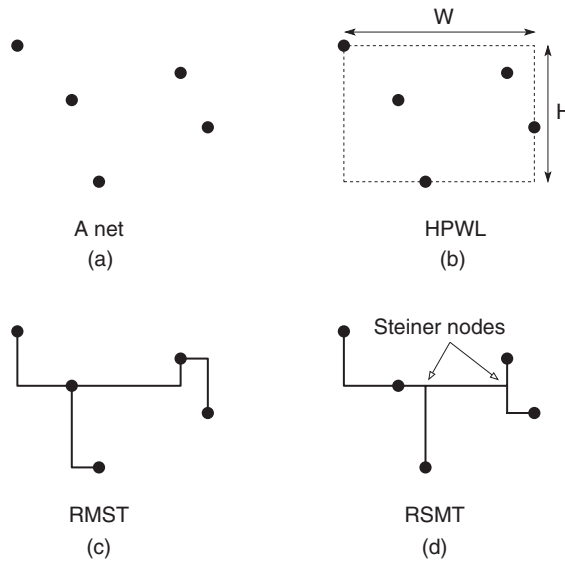 W
H
A net
(a)
HPWL
(b)
Steiner nodes
RMST
(c)
RSMT
(d)